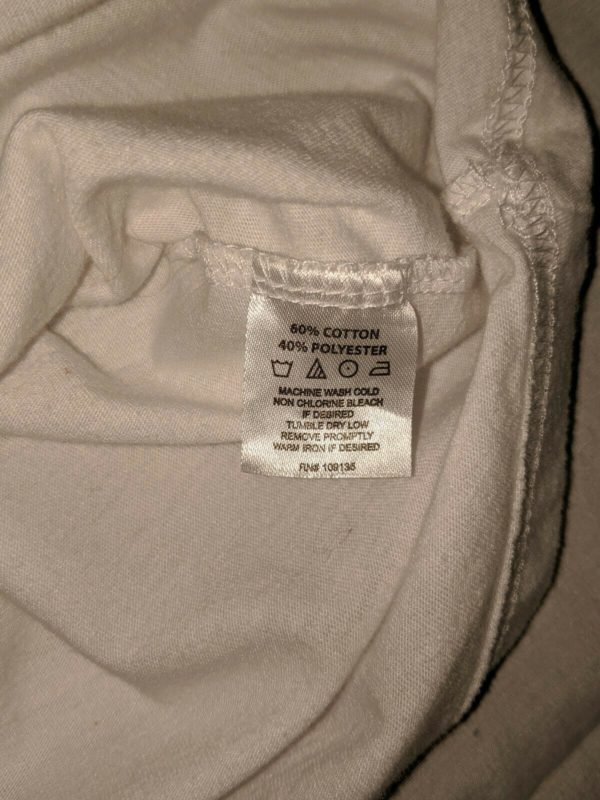 60% COTTON
40% POLYESTER
MACHINE WASH COLD
NON CHLORINE BLEACH
IF DESIRED
TUMBLE DRY LOW
REMOVE PROMPTLY
WARM IRON IF DESIRED
RN# 109135